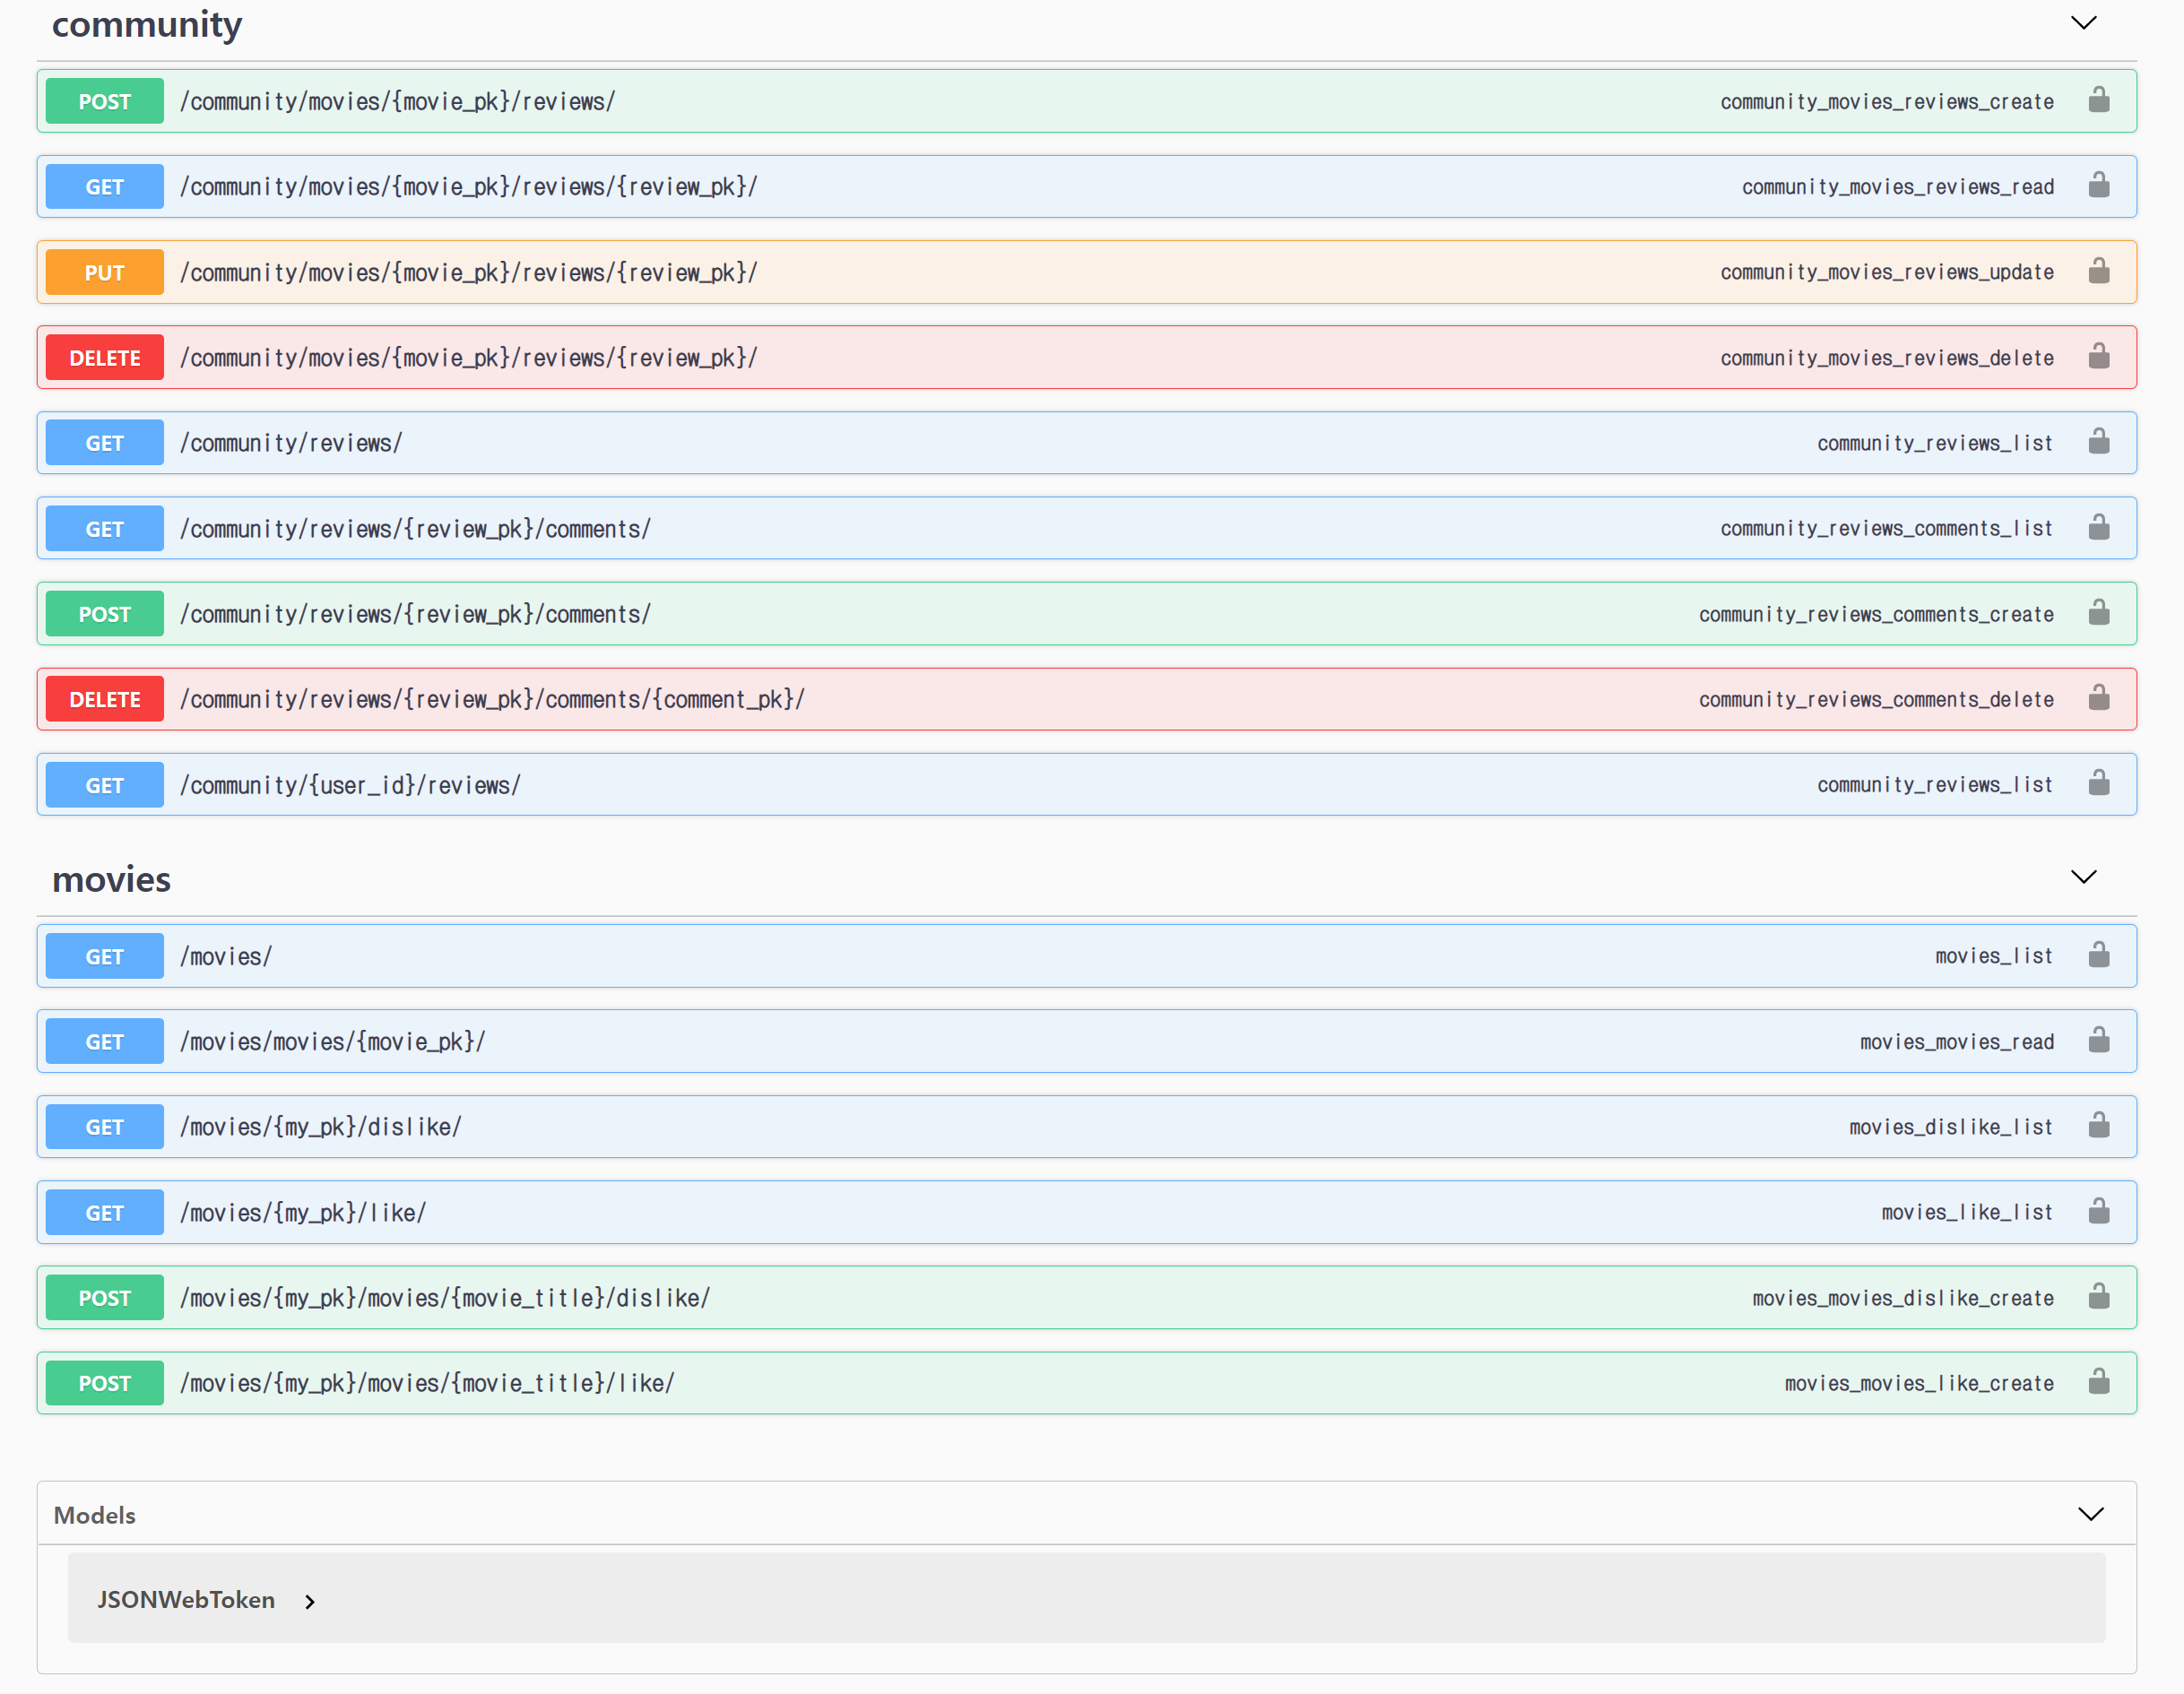 community
POST /community/movies/{movie_pk}/reviews/ community_movies_reviews_create
GET /community/movies/{movie_pk}/reviews/{review_pk}/ community_movies_reviews_read
PUT /community/movies/{movie_pk}/reviews/{review_pk}/ community_movies_reviews_update
DELETE /community/movies/{movie_pk}/reviews/{review_pk}/ community_movies_reviews_delete
GET /community/reviews/ community_reviews_list
GET /community/reviews/{review_pk}/comments/ community_reviews_comments_list
POST /community/reviews/{review_pk}/comments/ community_reviews_comments_create
DELETE /community/reviews/{review_pk}/comments/{comment_pk}/ community_reviews_comments_delete
GET /community/{user_id}/reviews/ community_reviews_list
movies
GET /movies/ movies_list
GET /movies/movies/{movie_pk}/ movies_movies_read
GET /movies/{my_pk}/dislike/ movies_dislike_list
GET /movies/{my_pk}/like/ movies_like_list
POST /movies/{my_pk}/movies/{movie_title}/dislike/ movies_movies_dislike_create
POST /movies/{my_pk}/movies/{movie_title}/like/ movies_movies_like_create
Models
JSONWebToken